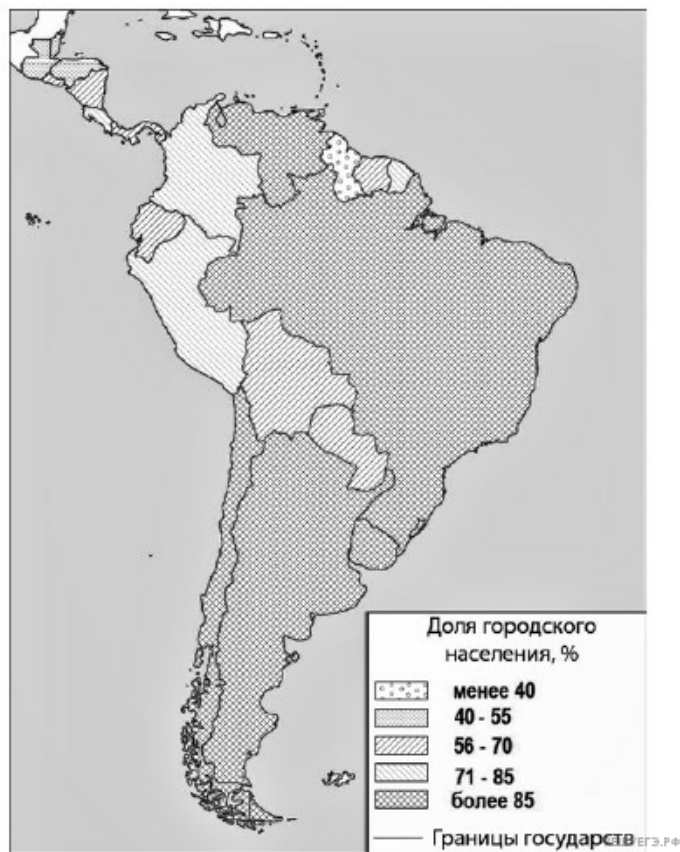 Доля городского
населения, %
менее 40
40 - 55
56 - 70
71 - 85
более 85
Границы государств